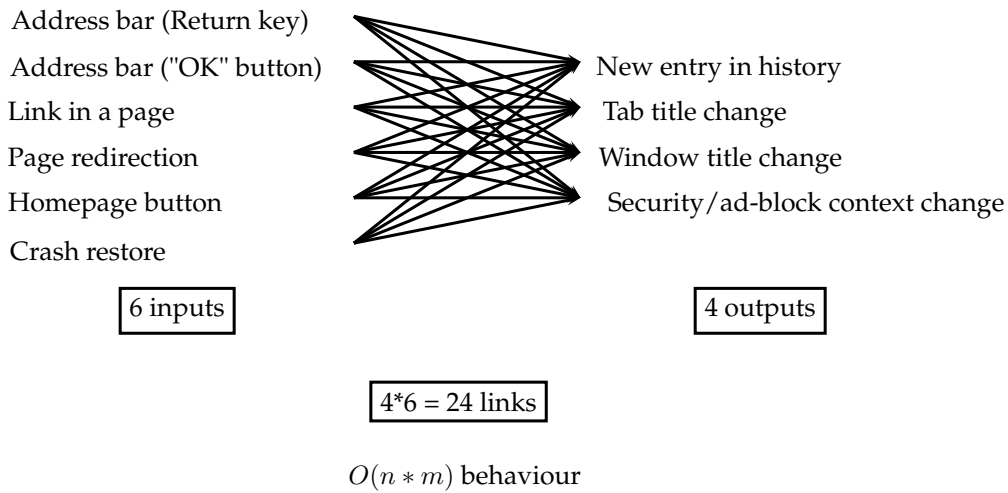 Address bar (Return key)
Address bar ("OK" button)
Link in a page
Page redirection
Homepage button
Crash restore
New entry in history
Tab title change
Window title change
Security/ad-block context change
6 inputs
4 outputs
4*6 = 24 links
O(n * m) behaviour